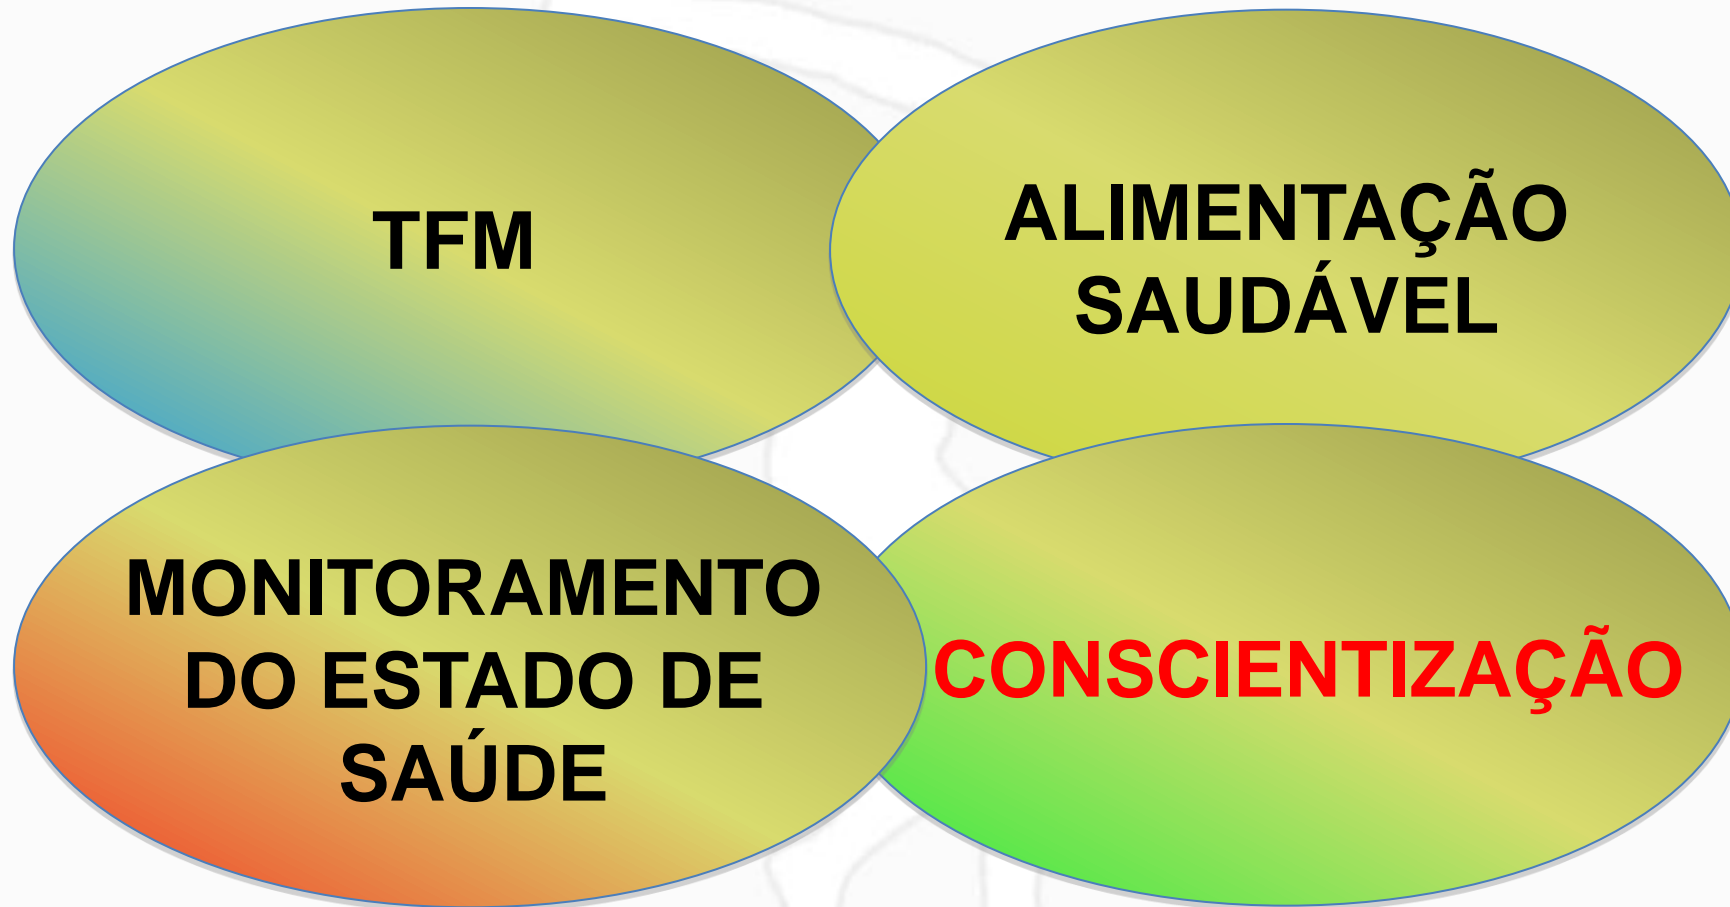 TFM
ALIMENTAÇÃO
SAUDÁVEL
MONITORAMENTO
DO ESTADO DE
SAÚDE
CONSCIENTIZAÇÃO